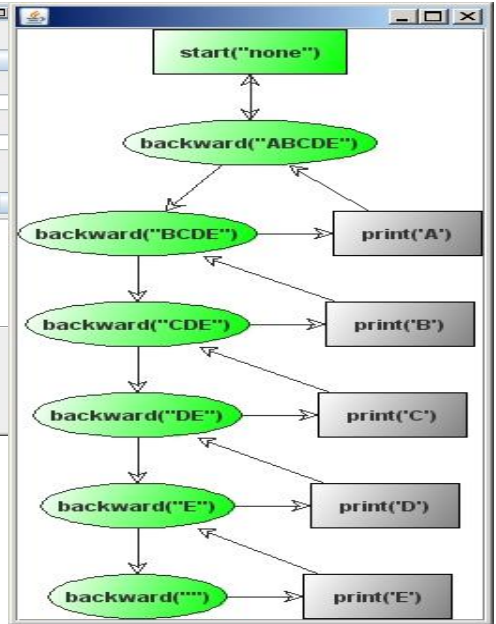 start("none")
backward("ABCDE")
backward("BCDE")
print('A')
backward("CDE")
print('B')
backward("DE")
print('C')
backward("E")
print('D')
backward("")
print('E')